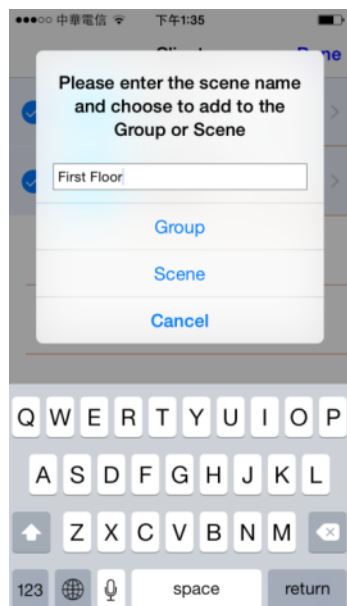 中華電信 下午1:35
Done
Please enter the scene name
and choose to add to the
Group or Scene
First Floor
Group
Scene
Cancel
Q W E R T Y U I O P
A S D F G H J K L
Z X C V B N M
123 space return